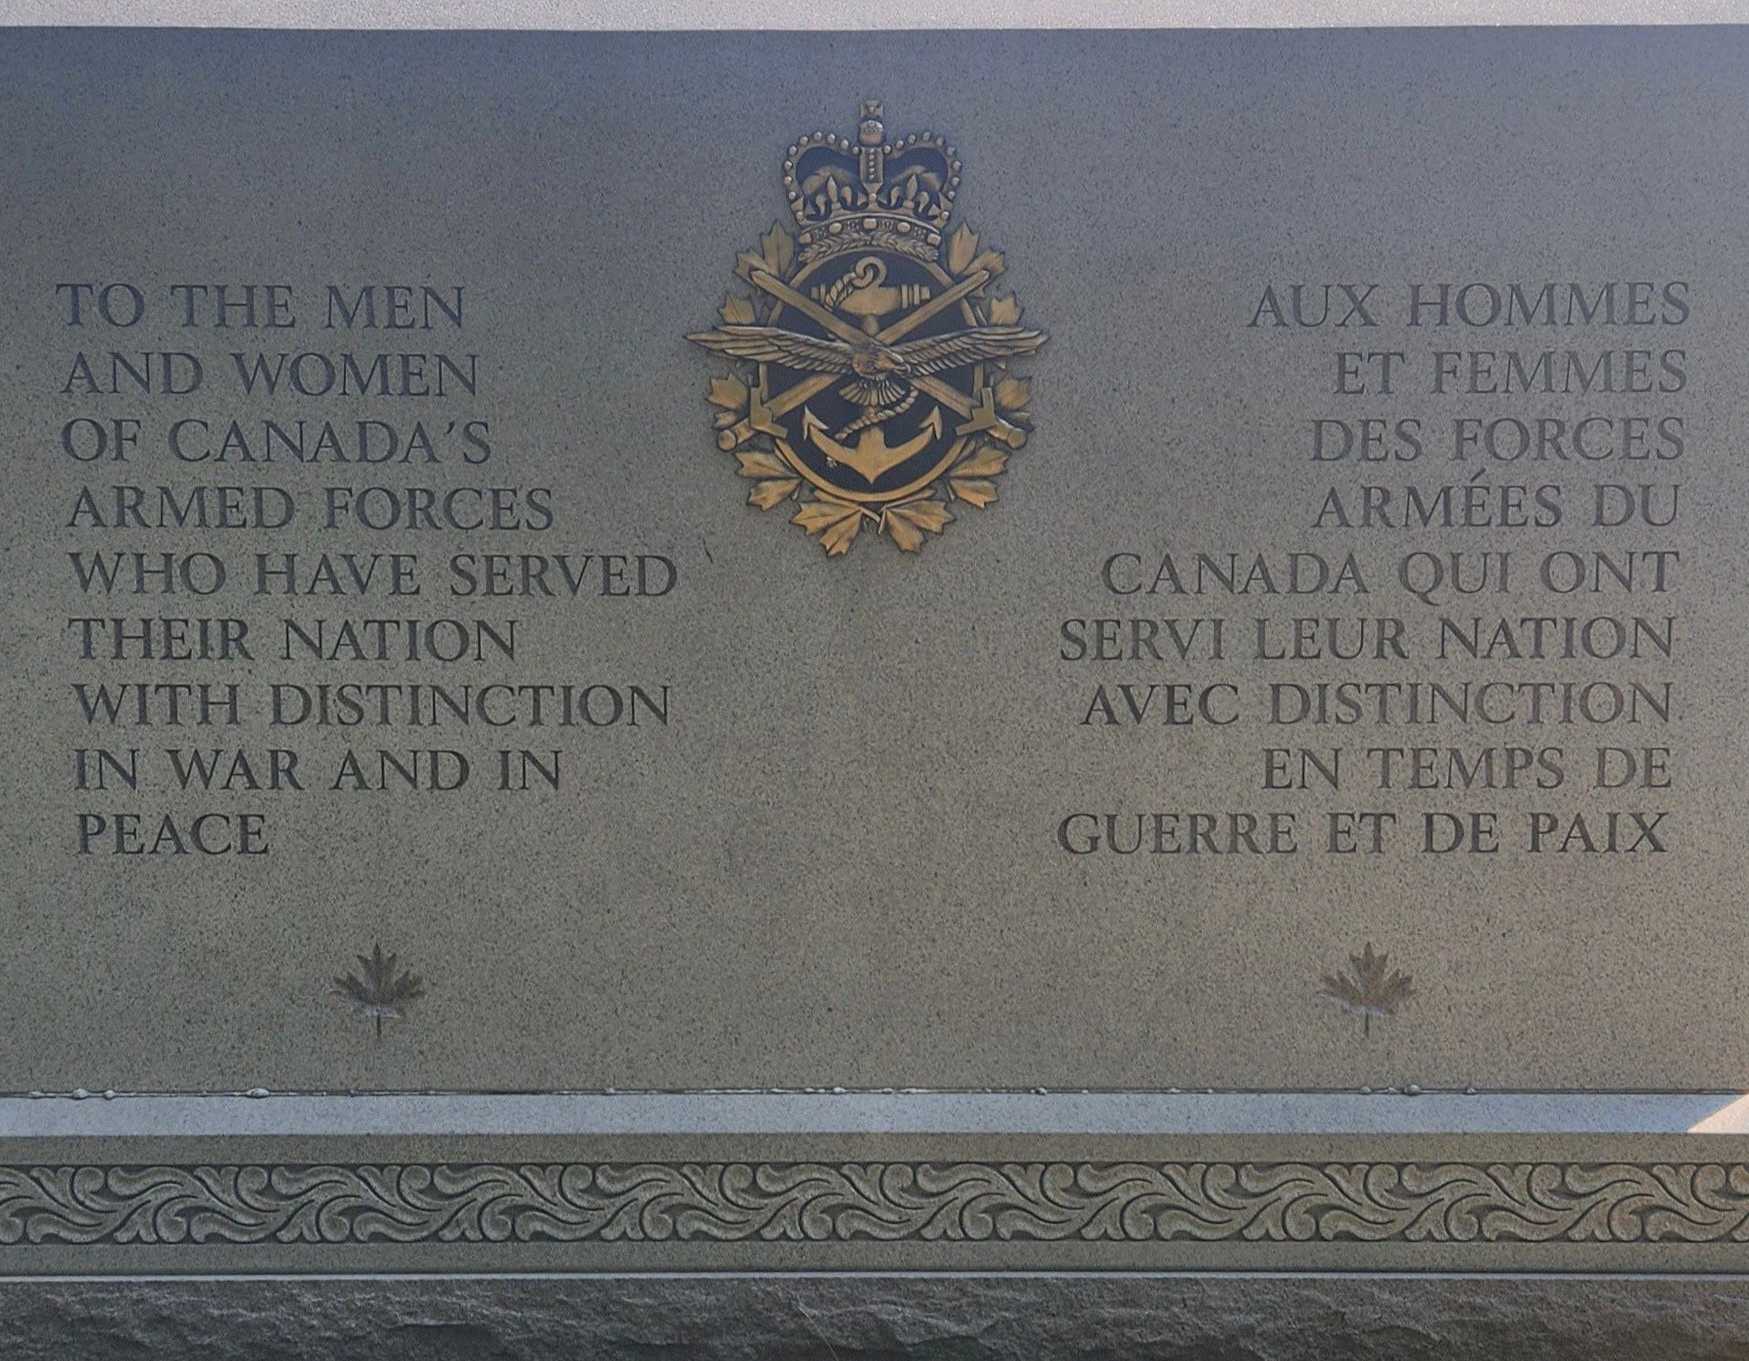 TO THE MEN
AND WOMEN
OF CANADA'S
ARMED FORCES
WHO HAVE SERVED
THEIR NATION
WITH DISTINCTION
IN WAR AND IN
PEACE
AUX HOMMES
ET FEMMES
DES FORCES
ARMÉES DU
CANADA QUI ONT
SERVI LEUR NATION
AVEC DISTINCTION
EN TEMPS DE
GUERRE ET DE PAIX